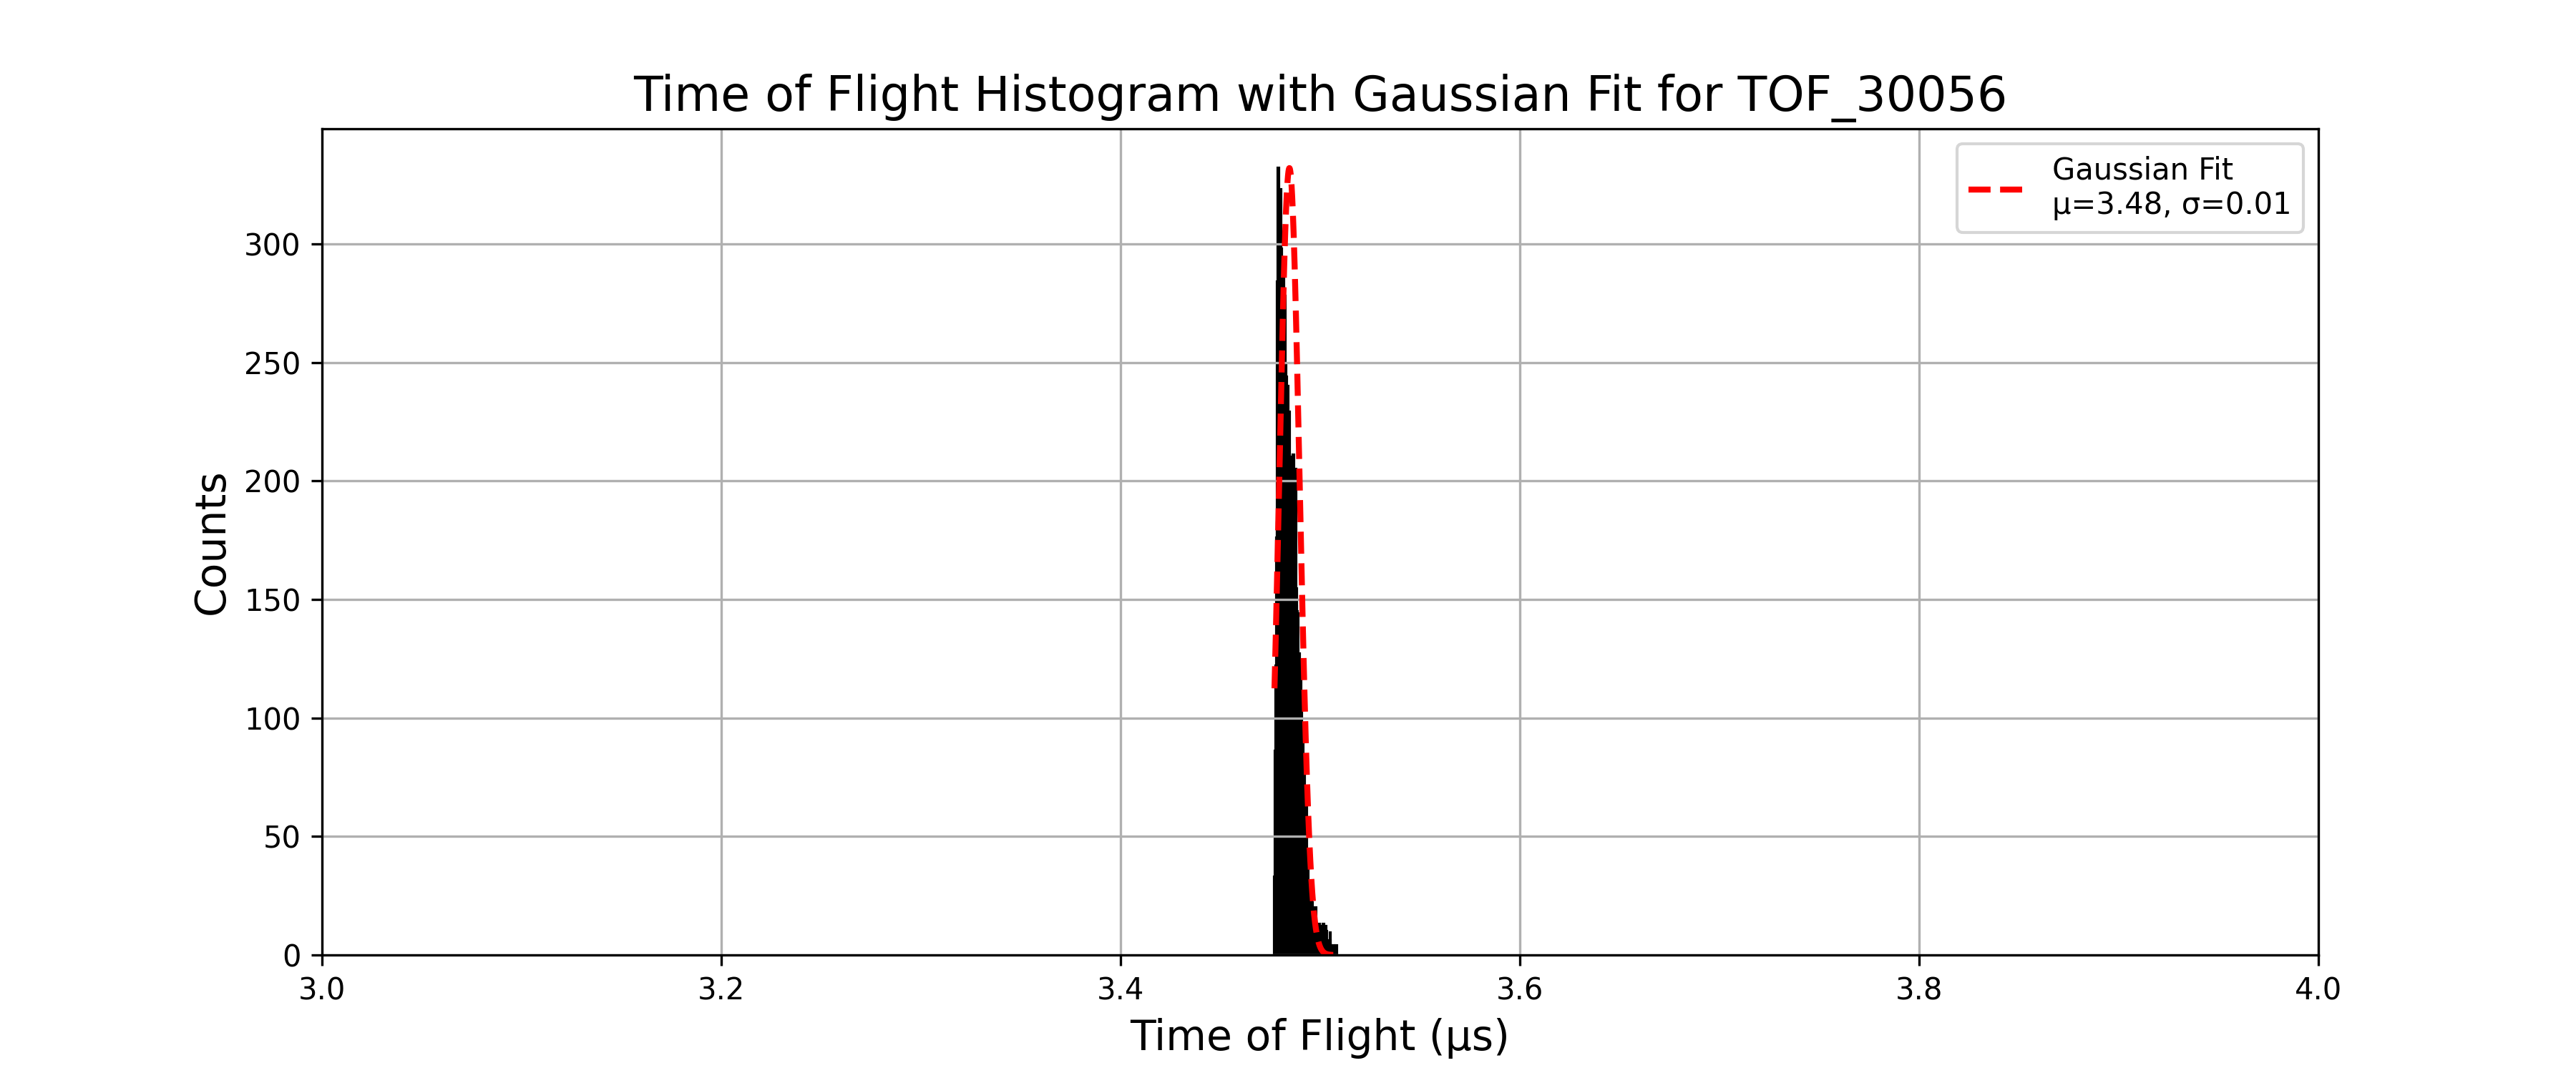 Time of Flight Histogram with Gaussian Fit for TOF_30056
Gaussian Fit
μ=3.48, σ=0.01
Counts
300
250
200
150
100
50
0
3.0 3.2 3.4 3.6 3.8 4.0
Time of Flight (μs)